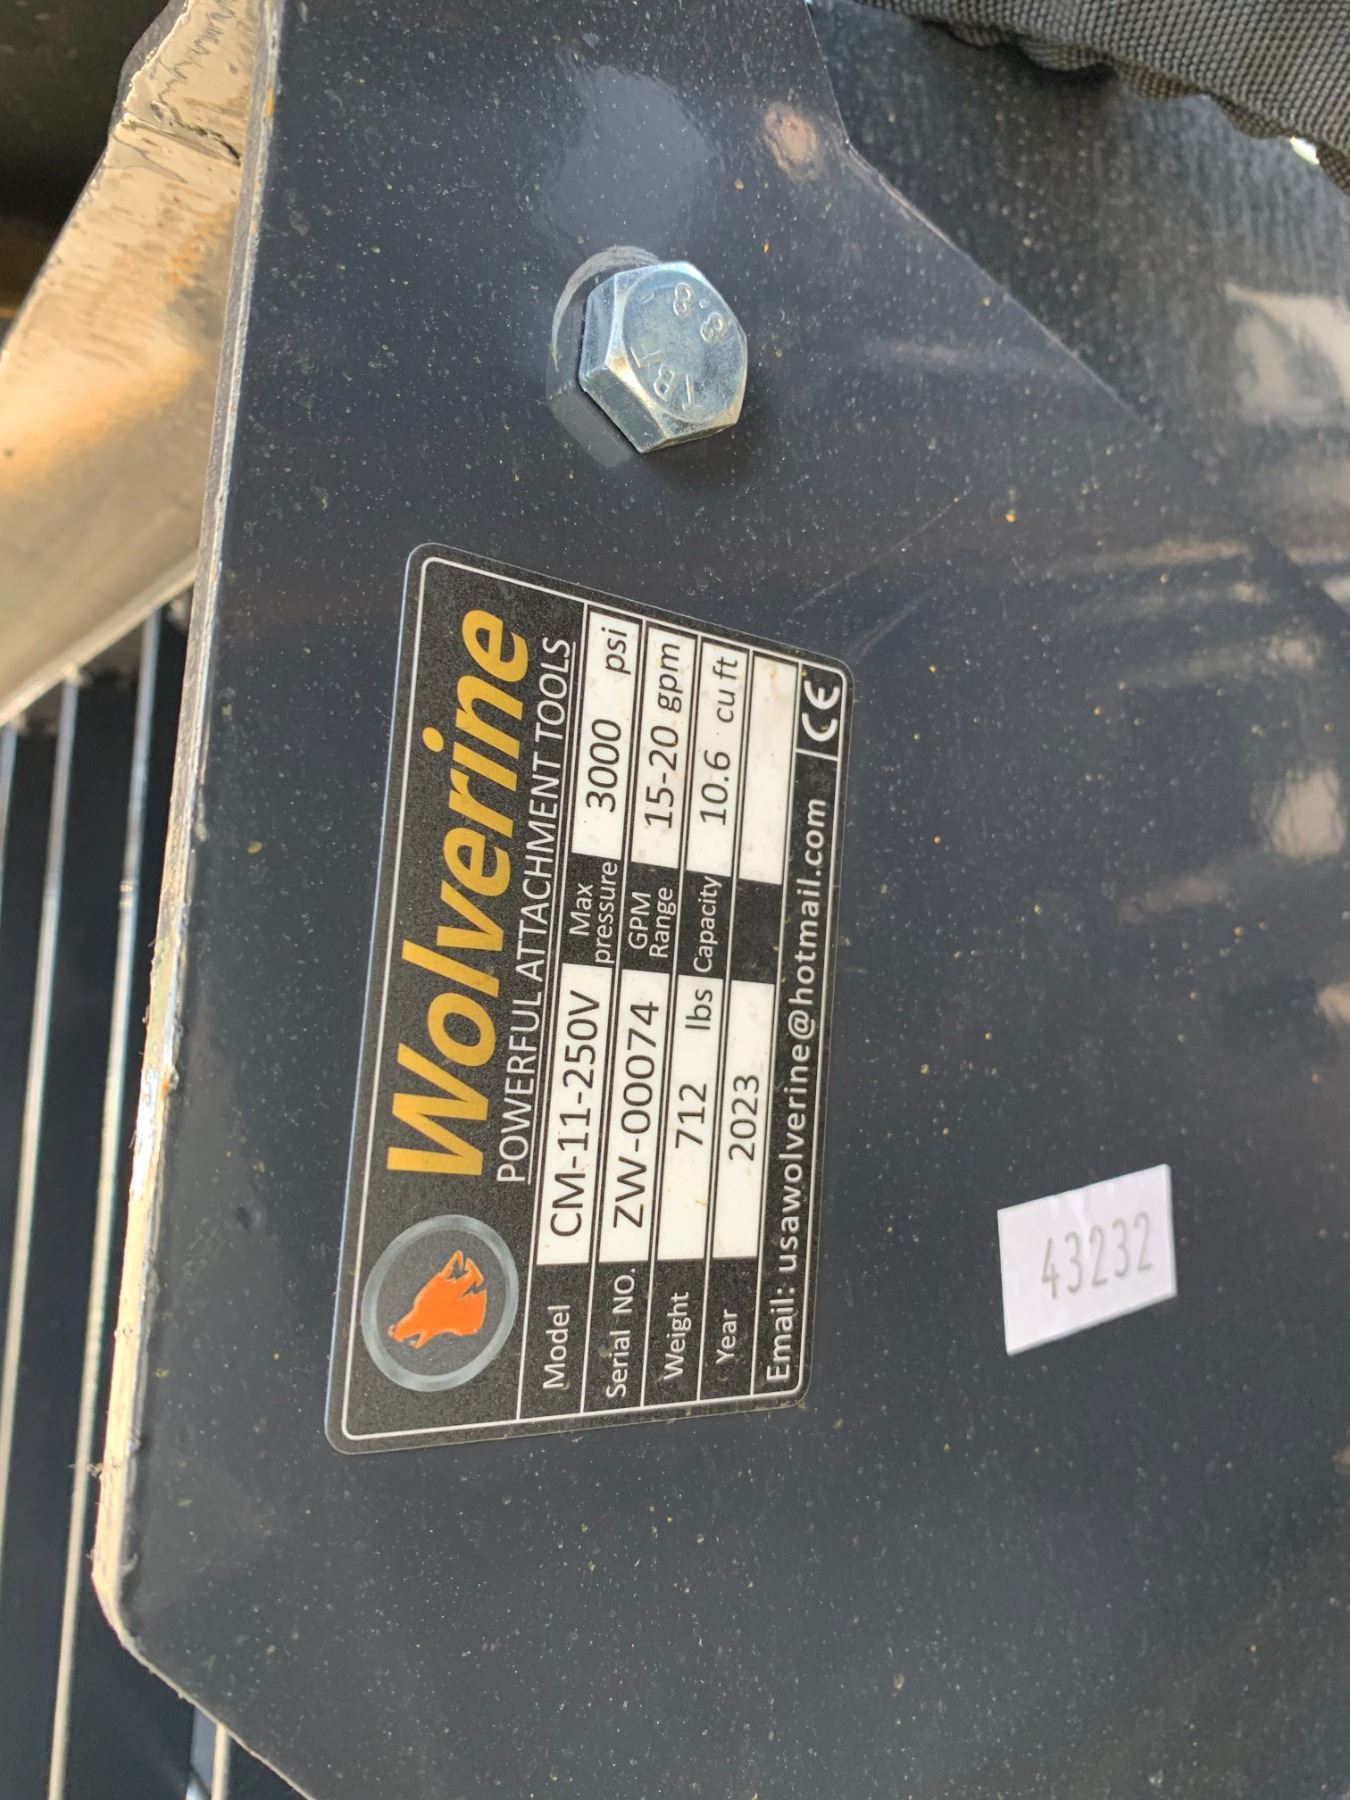 Wolverine
POWERFUL ATTACHMENT TOOLS
Model CM-11-250V Max pressure 3000 psi
Serial NO. ZW-00074 GPM Range 15-20 gpm
Weight 712 lbs Capacity 10.6 cu ft
Year 2023
Email: usawolverine@hotmail.com CE
43232
8.8